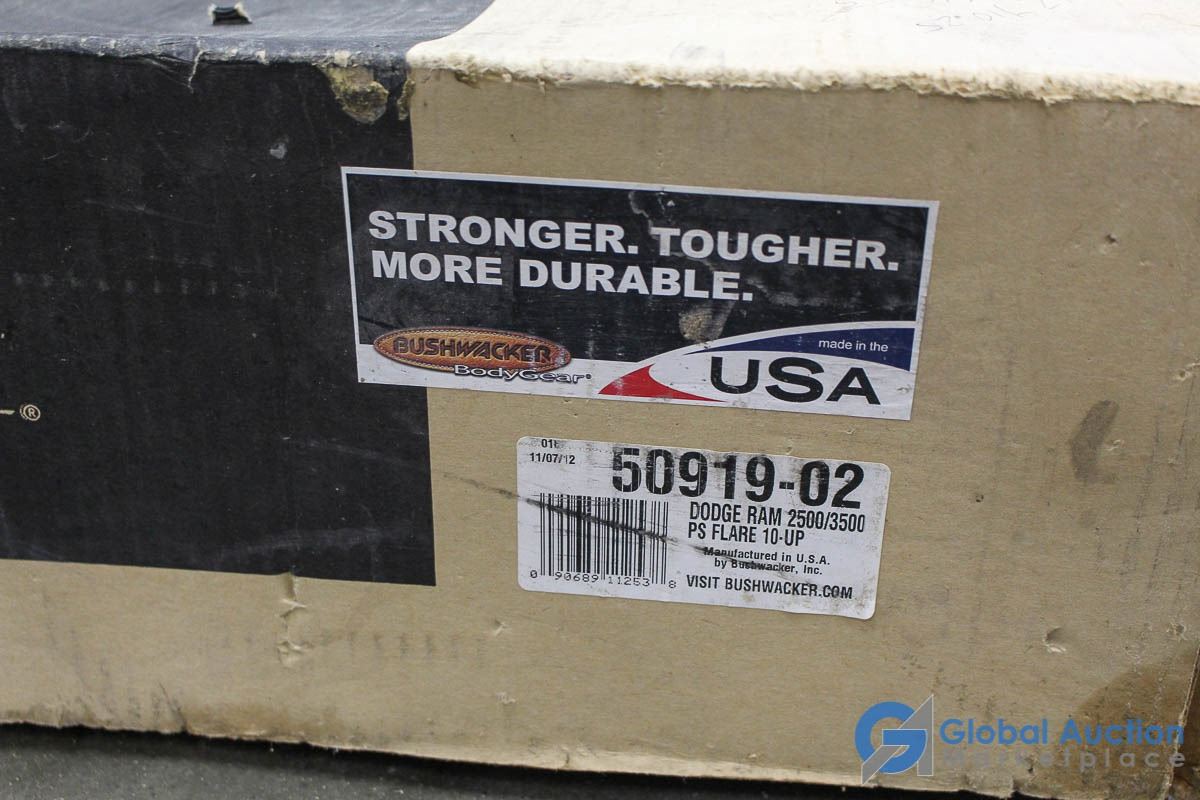 STRONGER. TOUGHER.
MORE DURABLE.
BUSHWACKER
BodyGear®
made in the
USA
®
11/07/12
50919-02
DODGE RAM 2500/3500
PS FLARE 10-UP
Manufactured in U.S.A.
by Bushwacker, Inc.
0 90689 11253 8
VISIT BUSHWACKER.COM
Global Auction
Marketplace